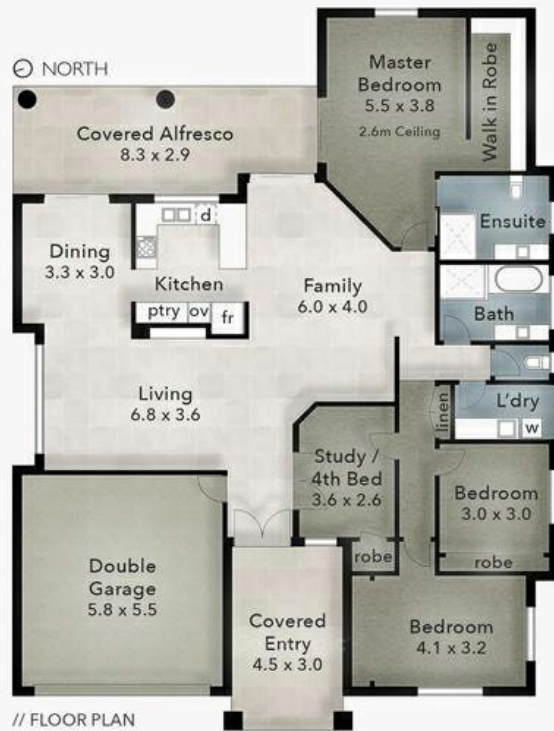 NORTH
Master
Bedroom
5.5 x 3.8
2.6m Ceiling
Walk in Robe
Covered Alfresco
8.3 x 2.9
Ensuite
Dining
3.3 x 3.0
d
Kitchen
ptry
ov
fr
Family
6.0 x 4.0
Bath
Living
6.8 x 3.6
linen
L'dry
w
Study /
4th Bed
3.6 x 2.6
robe
Bedroom
3.0 x 3.0
robe
Double
Garage
5.8 x 5.5
Covered
Entry
4.5 x 3.0
Bedroom
4.1 x 3.2
// FLOOR PLAN